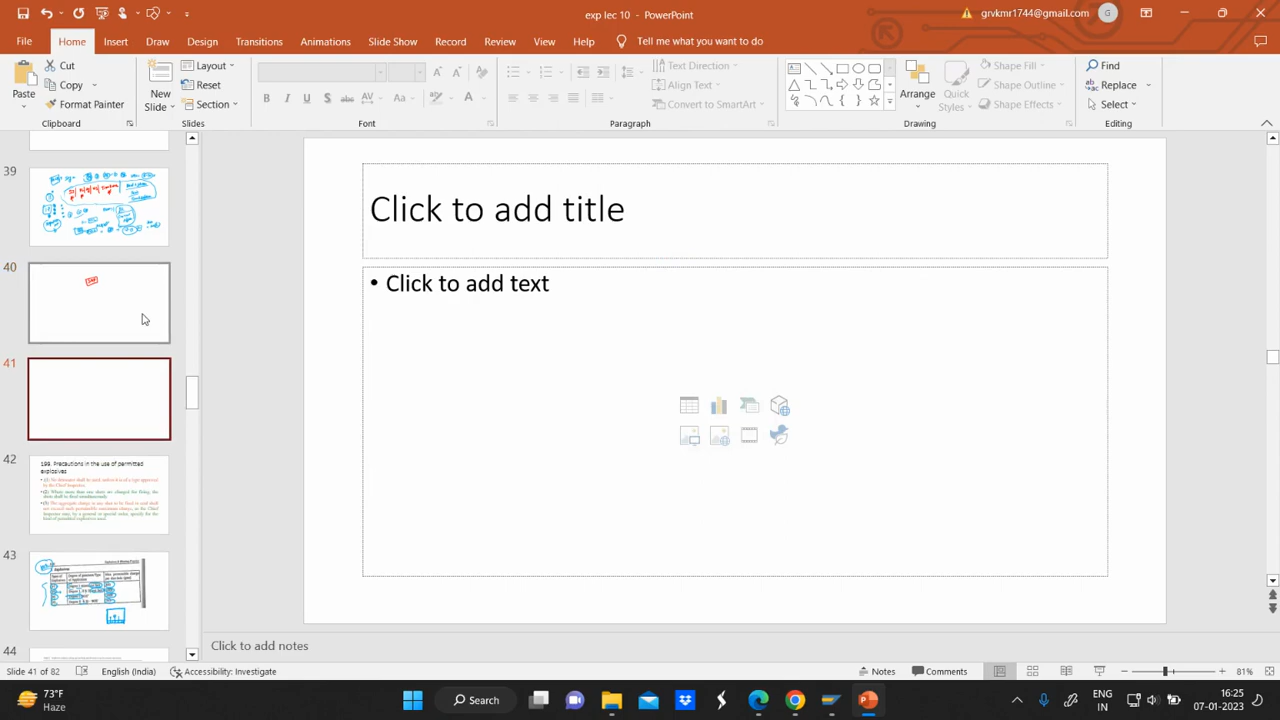 exp lec 10 - PowerPoint
grvkmr1744@gmail.com
G
File
Home
Insert
Draw
Design
Transitions
Animations
Slide Show
Record
Review
View
Help
Tell me what you want to do
Paste
Cut
Copy
Format Painter
Clipboard
New
Slide
Layout
Reset
Section
Slides
Font
Text Direction
Align Text
Convert to SmartArt
Paragraph
Arrange
Quick
Styles
Shape Fill
Shape Outline
Shape Effects
Drawing
Find
Replace
Select
Editing
39
40
41
42
199. Precautions in the use of permitted
explosives
43
44
Click to add title
• Click to add text
Click to add notes
Slide 41 of 82
English (India)
Accessibility: Investigate
Notes
Comments
81%
73°F
Haze
Search
ENG
IN
16:25
07-01-2023